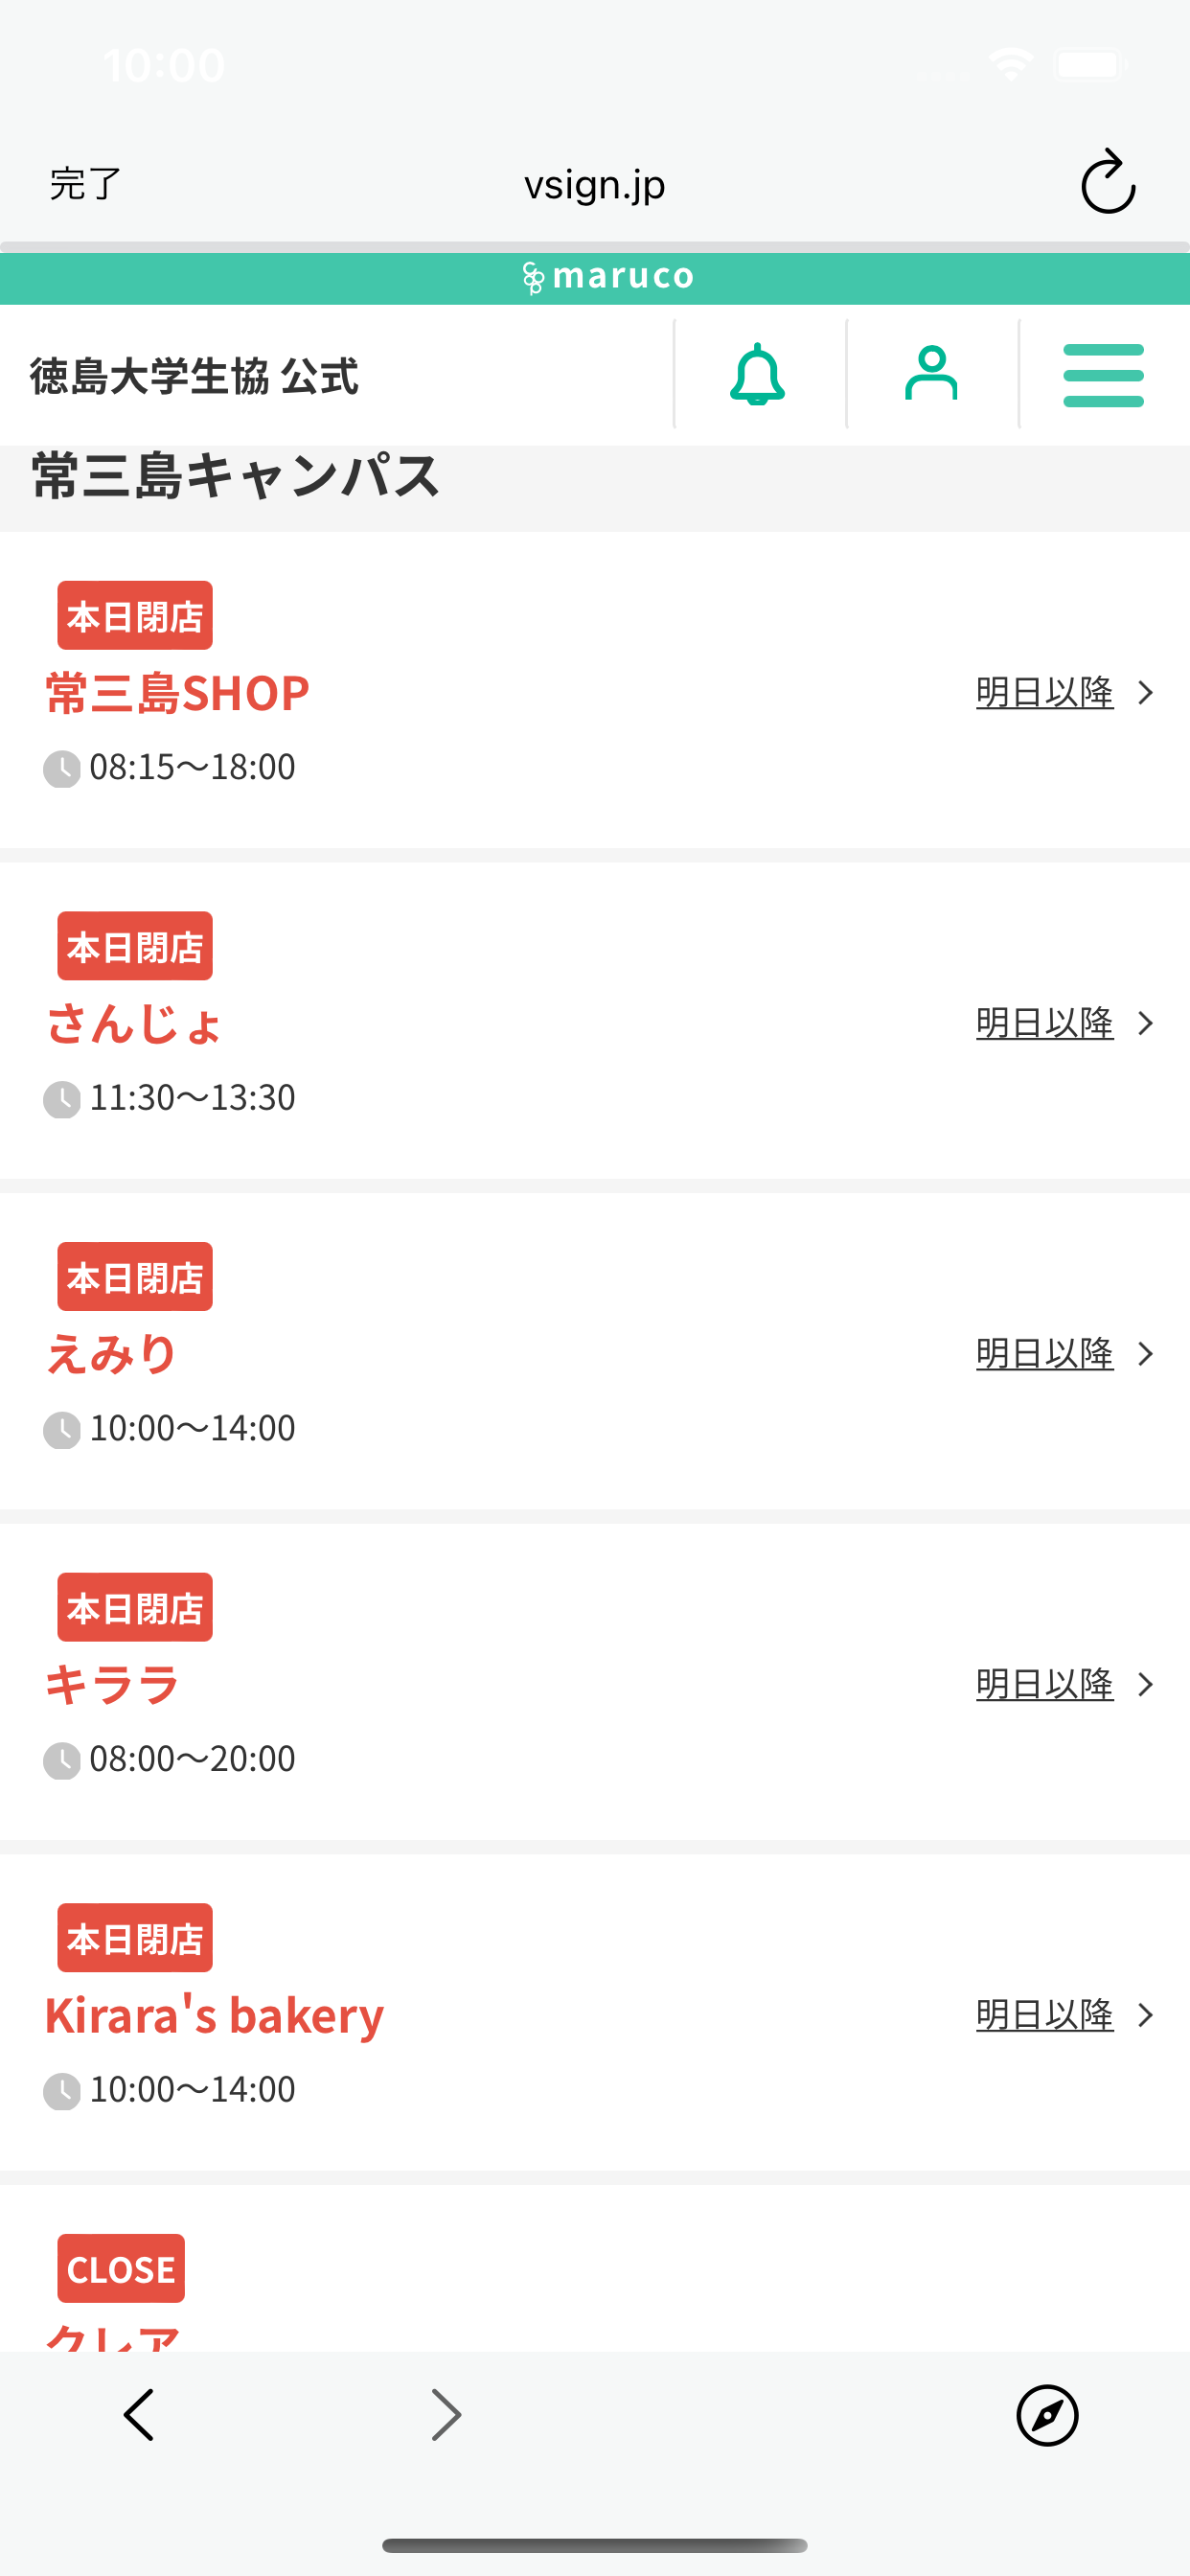 10:00
完了
vsign.jp
maruco
徳島大学生協 公式
常三島キャンパス
本日閉店
常三島SHOP
明日以降
08:15〜18:00
本日閉店
さんじょ
明日以降
11:30〜13:30
本日閉店
えみり
明日以降
10:00〜14:00
本日閉店
キララ
明日以降
08:00〜20:00
本日閉店
Kirara's bakery
明日以降
10:00〜14:00
CLOSE
クレア